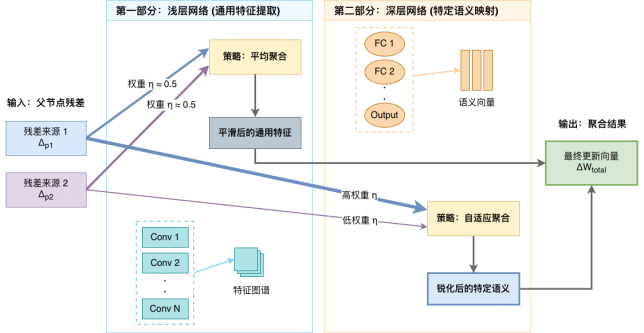 第一部分：浅层网络 (通用特征提取)
第二部分：深层网络 (特定语义映射)
输入：父节点残差
残差来源 1
Δp1
残差来源 2
Δp2
权重 η ≈ 0.5
权重 η ≈ 0.5
策略：平均聚合
平滑后的通用特征
Conv 1
Conv 2
Conv N
特征图谱
FC 1
FC 2
.
.
Output
语义向量
高权重 η
低权重 η
策略：自适应聚合
锐化后的特定语义
输出：聚合结果
最终更新向量
ΔWtotal